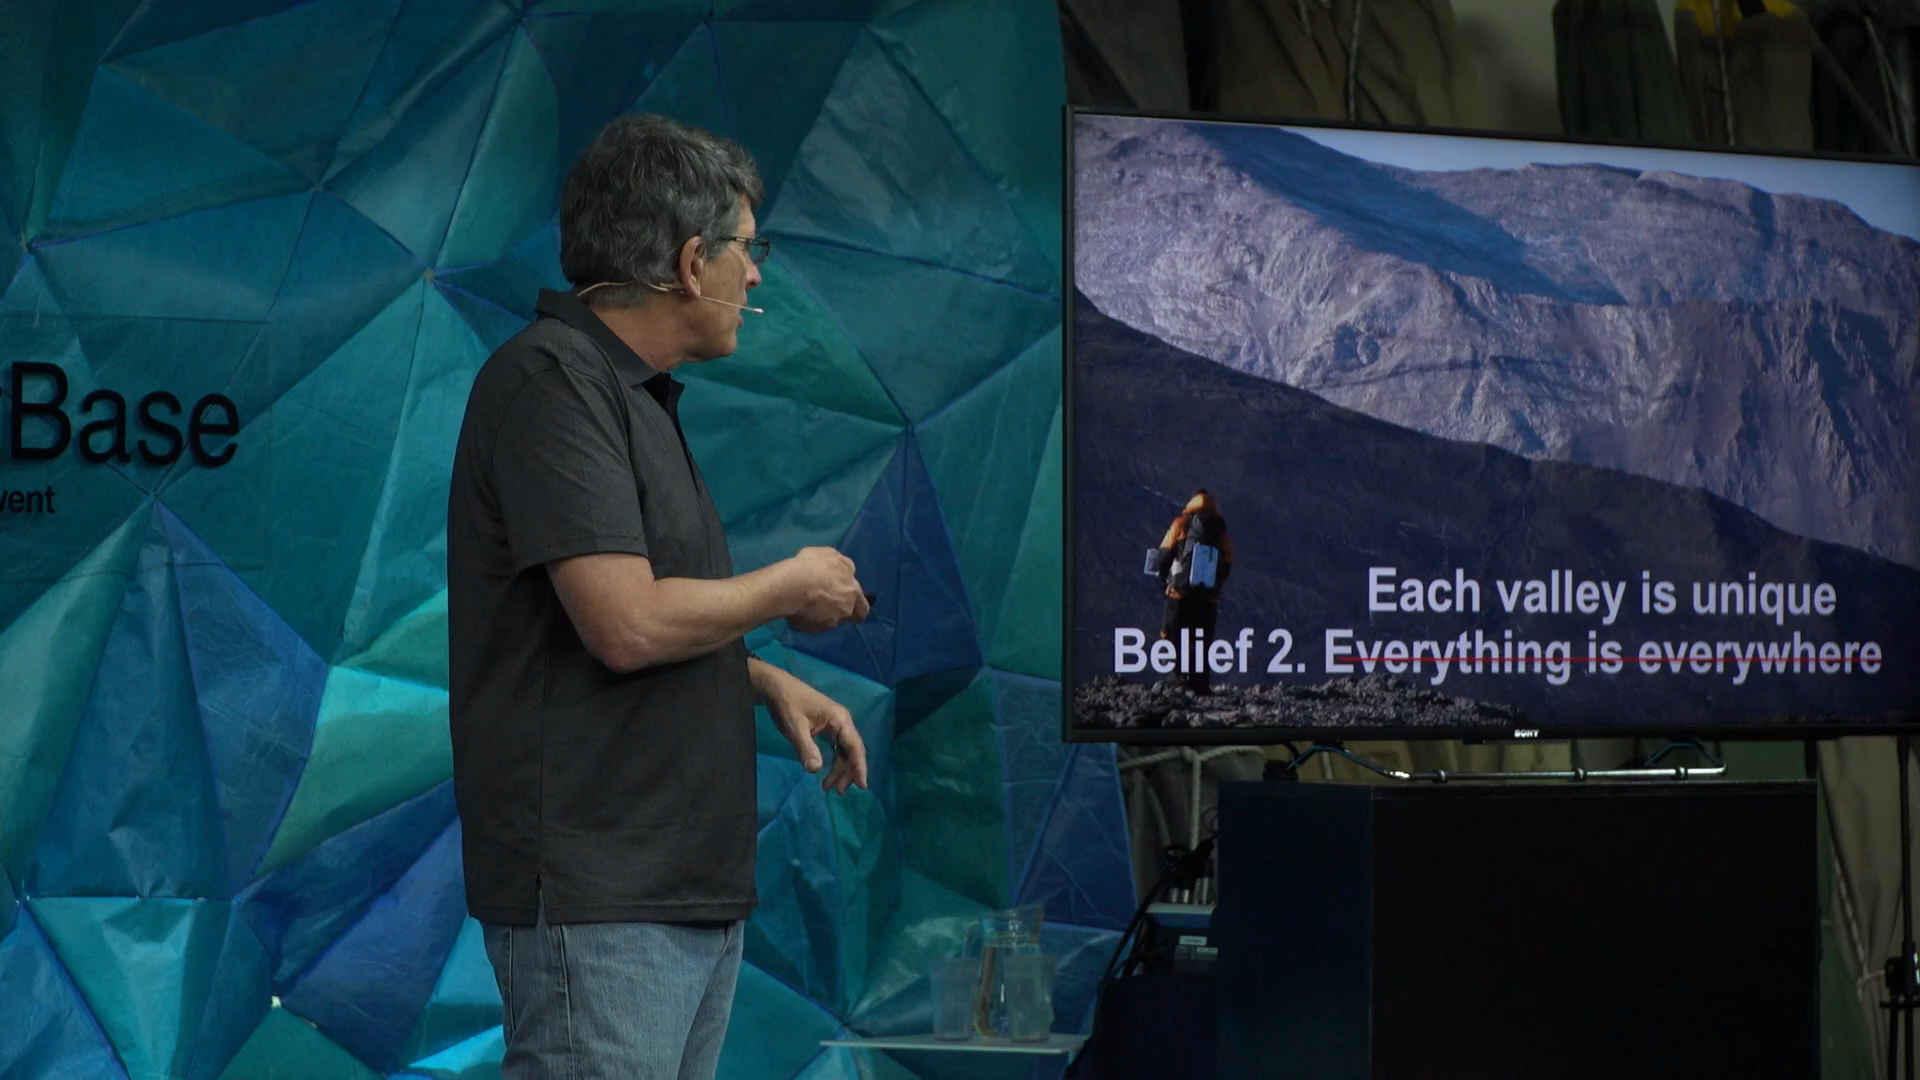 Base
vent
Each valley is unique
Belief 2. Everything is everywhere
SONY